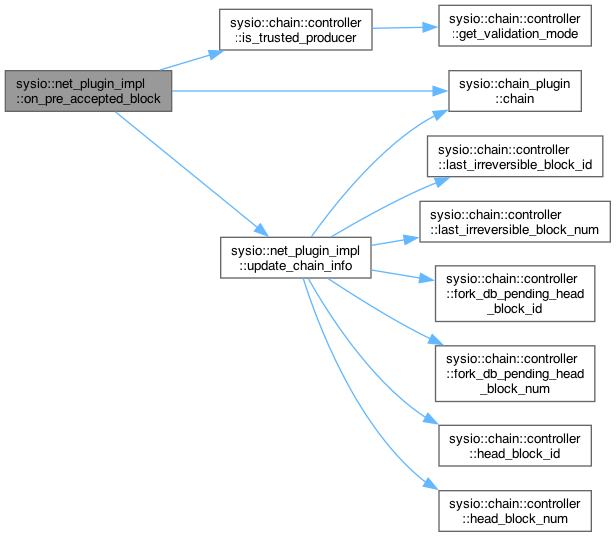 sysio::net_plugin_impl
::on_pre_accepted_block
sysio::chain::controller
::is_trusted_producer
sysio::chain::controller
::get_validation_mode
sysio::chain_plugin
::chain
sysio::net_plugin_impl
::update_chain_info
sysio::chain::controller
::last_irreversible_block_id
sysio::chain::controller
::last_irreversible_block_num
sysio::chain::controller
::fork_db_pending_head
_block_id
sysio::chain::controller
::fork_db_pending_head
_block_num
sysio::chain::controller
::head_block_id
sysio::chain::controller
::head_block_num